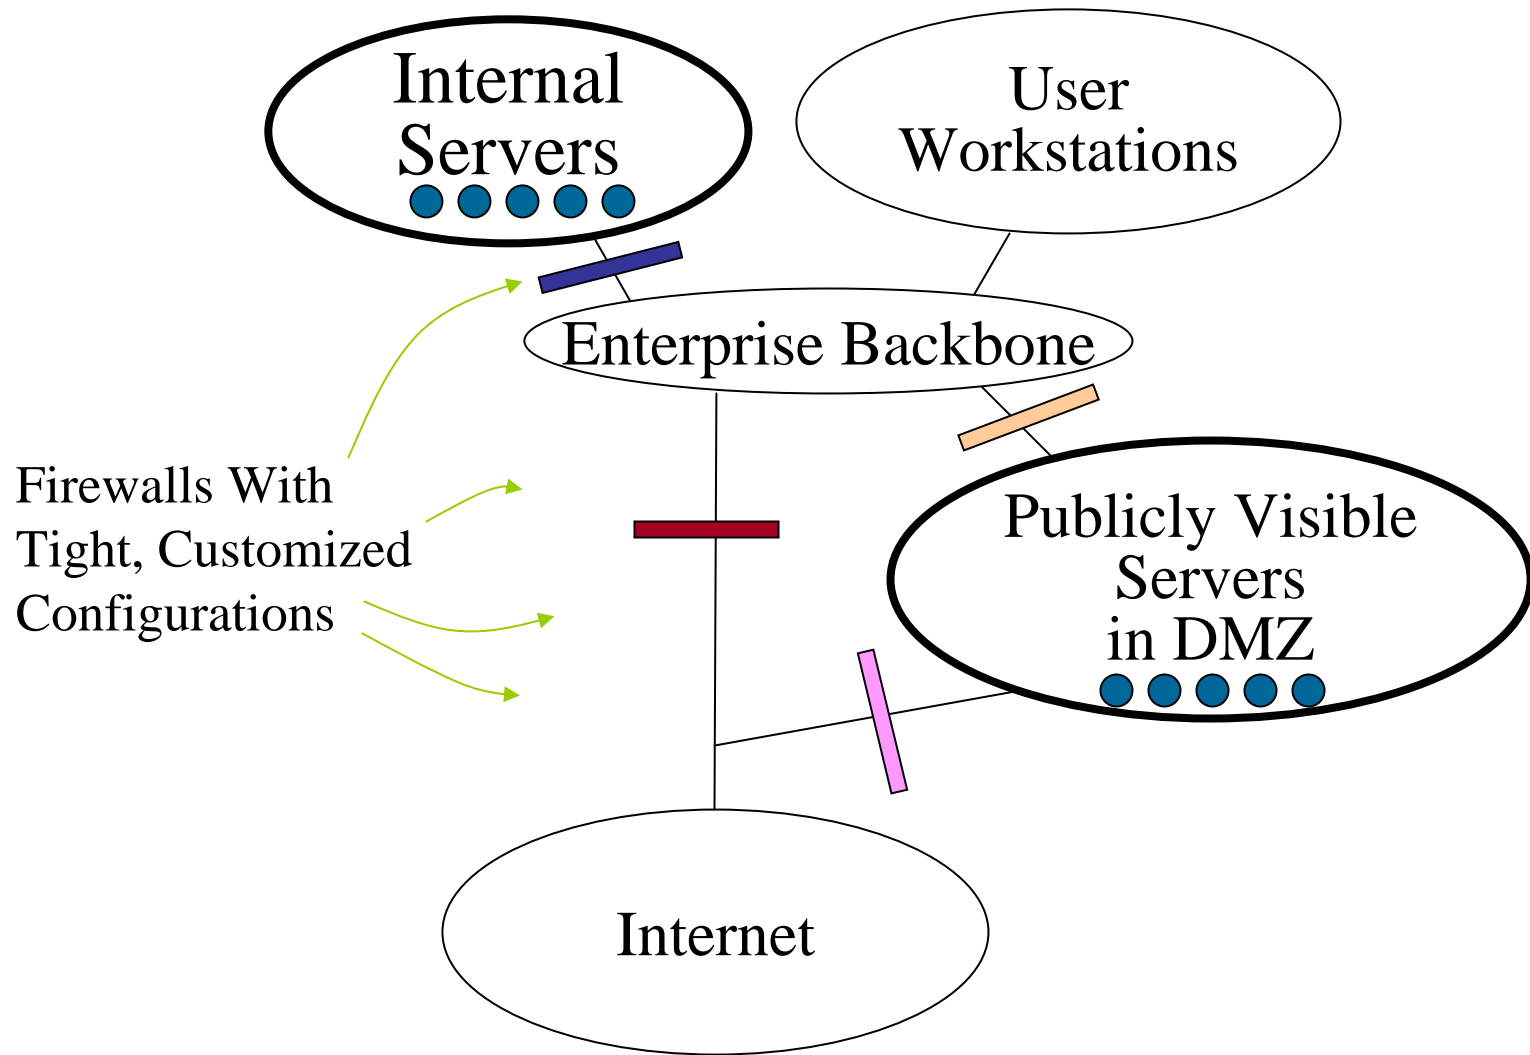 Internal
Servers
User
Workstations
Enterprise Backbone
Firewalls With
Tight, Customized
Configurations
Publicly Visible
Servers
in DMZ
Internet